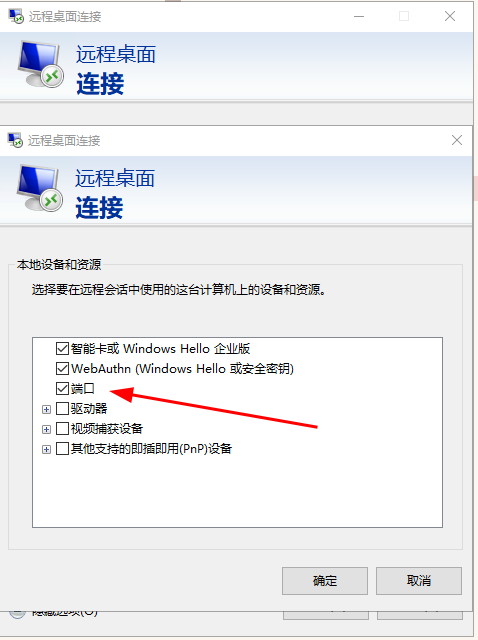 远程桌面连接
远程桌面
连接
远程桌面连接
远程桌面
连接
本地设备和资源
选择要在远程会话中使用的这台计算机上的设备和资源。
智能卡或 Windows Hello 企业版
WebAuthn (Windows Hello 或安全密钥)
端口
驱动器
视频捕获设备
其他支持的即插即用(PnP)设备
确定
取消
隐藏选项(O)